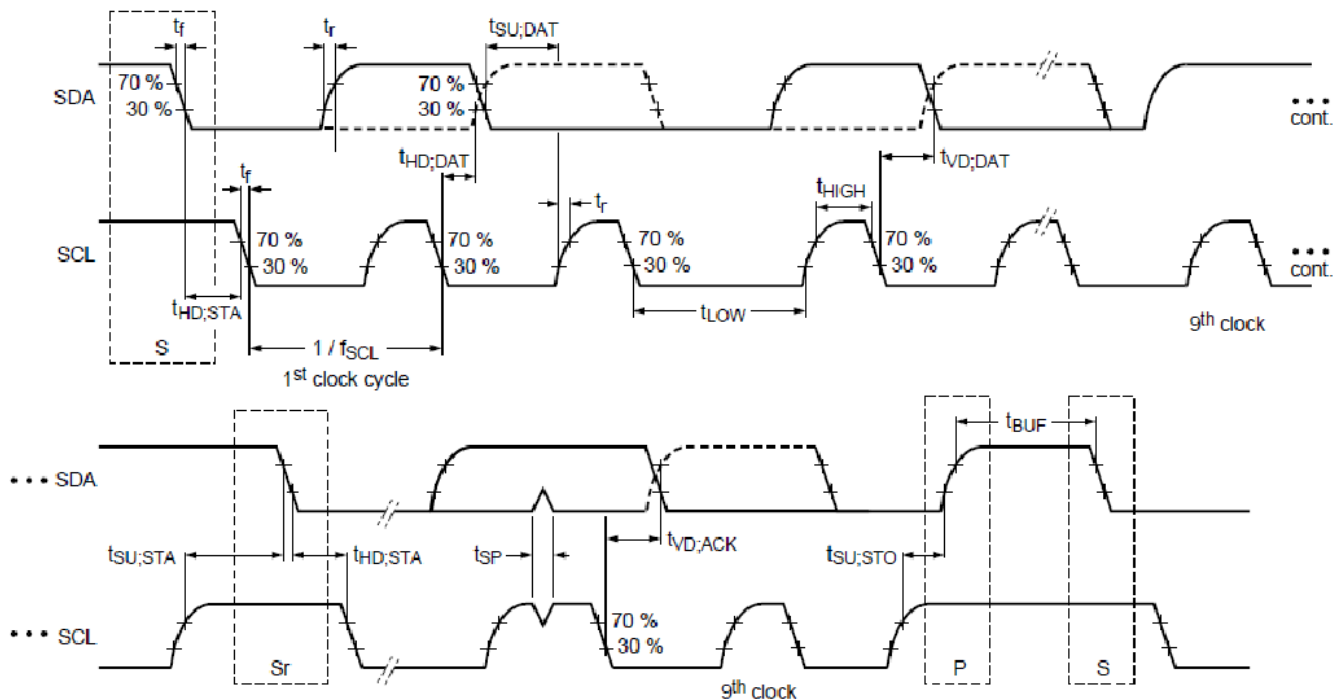 tf tr tSU;DAT
70 % 70 %
SDA
30 % 30 %
••• cont.
tHD;DAT tVD;DAT
tf tr tHIGH
70 % 70 % 70 %
SCL
30 % 30 % 30 % 30 %
••• cont.
tHD;STA tLOW
9th clock
S 1 / fSCL
1st clock cycle
tBUF
••• SDA
tSU;STA tHD;STA tSP tVD;ACK tSU;STO
70 %
••• SCL
30 %
Sr P S
9th clock